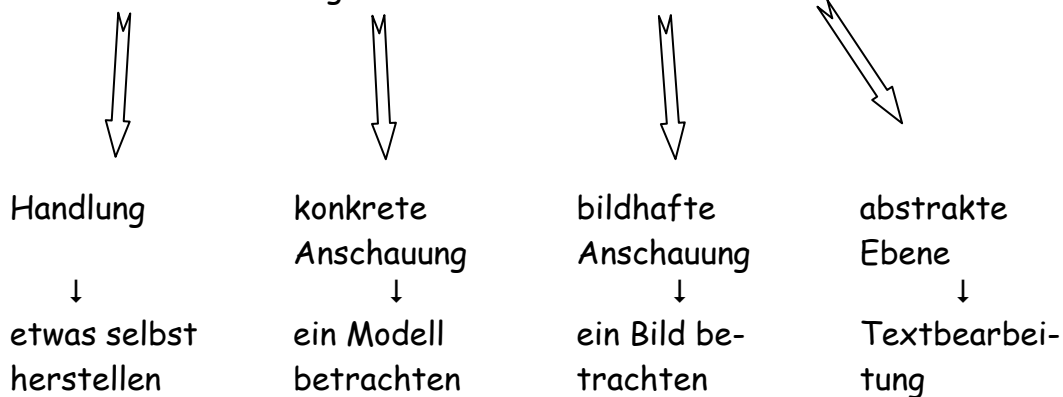 Handlung konkrete bildhafte abstrakte
Anschauung Anschauung Ebene
↓ ↓ ↓ ↓
etwas selbst ein Modell ein Bild be- Textbearbei-
herstellen betrachten trachten tung